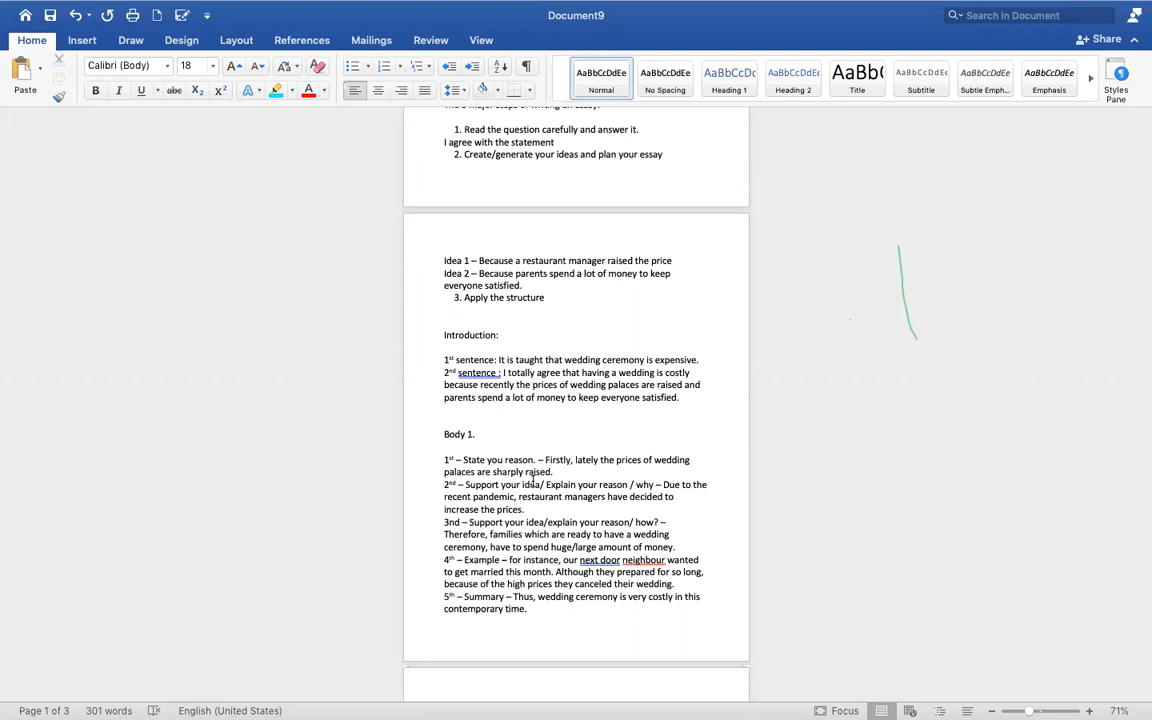 Document9
Search in Document
Home Insert Draw Design Layout References Mailings Review View
Share
Paste
Calibri (Body) 18
B I U abc X₂ X²
AaBbCcDdEe
Normal
AaBbCcDdEe
No Spacing
AaBbCcDc
Heading 1
AaBbCcDdEe
Heading 2
AaBb(
Title
AaBbCcDdEe
Subtitle
AaBbCcDdEe
Subtle Emph...
AaBbCcDdEe
Emphasis
Styles
Pane
1. Read the question carefully and answer it.
I agree with the statement
2. Create/generate your ideas and plan your essay
Idea 1 – Because a restaurant manager raised the price
Idea 2 – Because parents spend a lot of money to keep
everyone satisfied.
3. Apply the structure
Introduction:
1st sentence: It is taught that wedding ceremony is expensive.
2nd sentence : I totally agree that having a wedding is costly
because recently the prices of wedding palaces are raised and
parents spend a lot of money to keep everyone satisfied.
Body 1.
1st – State you reason. – Firstly, lately the prices of wedding
palaces are sharply raised.
2nd – Support your idea/ Explain your reason / why – Due to the
recent pandemic, restaurant managers have decided to
increase the prices.
3nd – Support your idea/explain your reason/ how? –
Therefore, families which are ready to have a wedding
ceremony, have to spend huge/large amount of money.
4th – Example – for instance, our next door neighbour wanted
to get married this month. Although they prepared for so long,
because of the high prices they canceled their wedding.
5th – Summary – Thus, wedding ceremony is very costly in this
contemporary time.
Page 1 of 3 301 words English (United States) Focus 71%